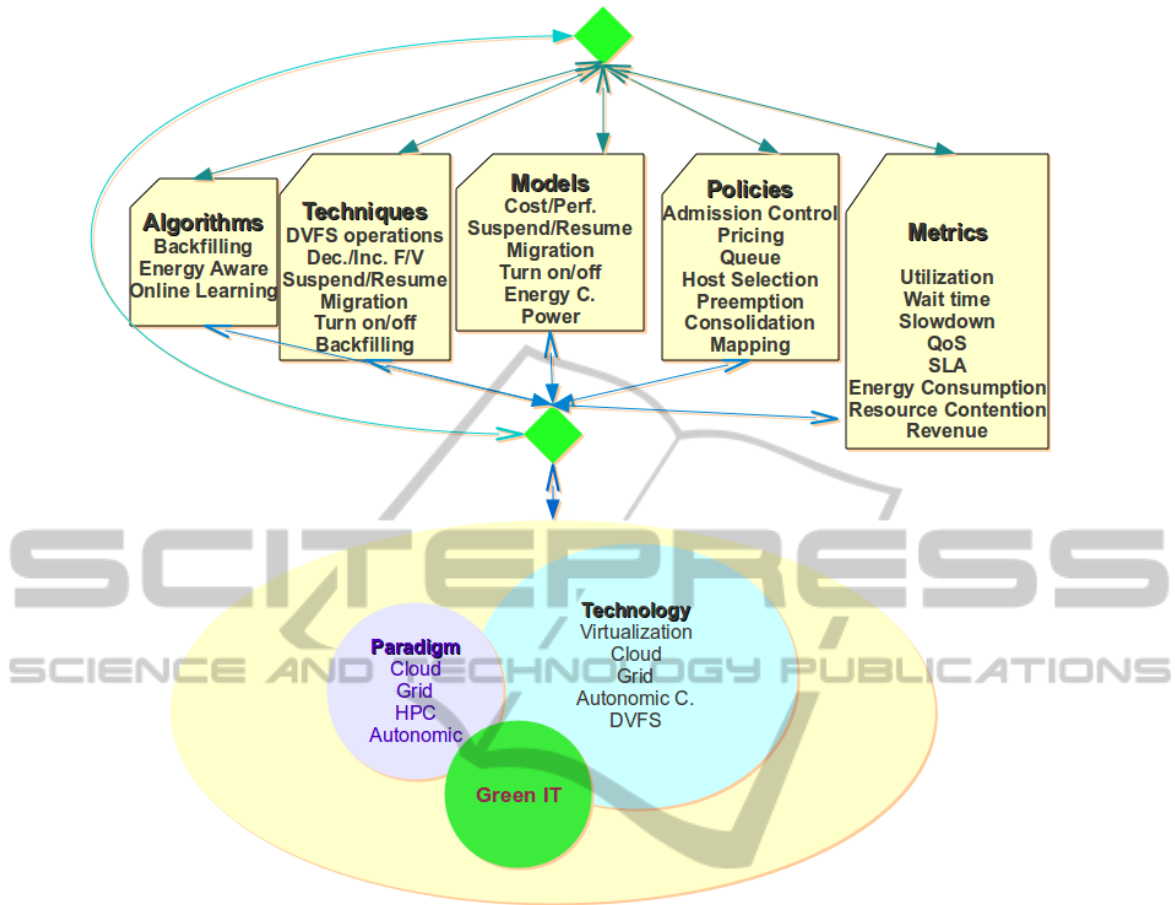 Algorithms
Backfilling
Energy Aware
Online Learning
Techniques
DVFS operations
Dec./Inc. F/V
Suspend/Resume
Migration
Turn on/off
Backfilling
Models
Cost/Perf.
Suspend/Resume
Migration
Turn on/off
Energy C.
Power
Policies
Admission Control
Pricing
Queue
Host Selection
Preemption
Consolidation
Mapping
Metrics
Utilization
Wait time
Slowdown
QoS
SLA
Energy Consumption
Resource Contention
Revenue
SCITEPRESS
SCIENCE AND TECHNOLOGY PUBLICATIONS
Paradigm
Cloud
Grid
HPC
Autonomic
Technology
Virtualization
Cloud
Grid
Autonomic C.
DVFS
Green IT